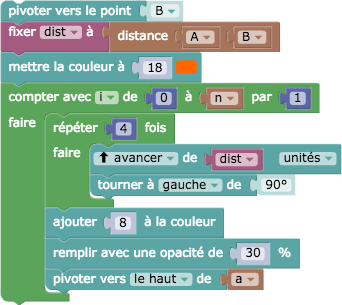 pivoter vers le point B
fixer dist à distance A B
mettre la couleur à 18
compter avec i de 0 à n par 1
faire répéter 4 fois
faire avancer de dist unités
tourner à gauche de 90°
ajouter 8 à la couleur
remplir avec une opacité de 30 %
pivoter vers le haut de a